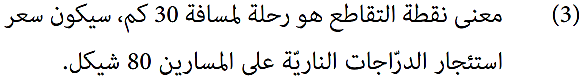 (3) معنى نقطة التقاطع هو رحلة لمسافة 30 كم، سيكون سعر
استئجار الدرّاجات الناريّة على المسارين 80 شيكل.